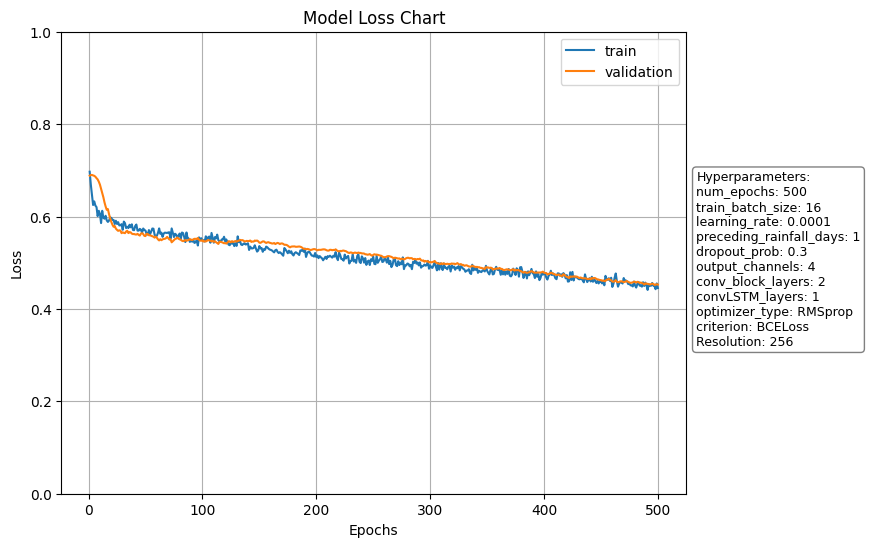 Model Loss Chart
1.0
0.8
0.6
0.4
0.2
0.0
Loss
0
100
200
300
400
500
Epochs
train
validation
Hyperparameters:
num_epochs: 500
train_batch_size: 16
learning_rate: 0.0001
preceding_rainfall_days: 1
dropout_prob: 0.3
output_channels: 4
conv_block_layers: 2
convLSTM_layers: 1
optimizer_type: RMSprop
criterion: BCELoss
Resolution: 256